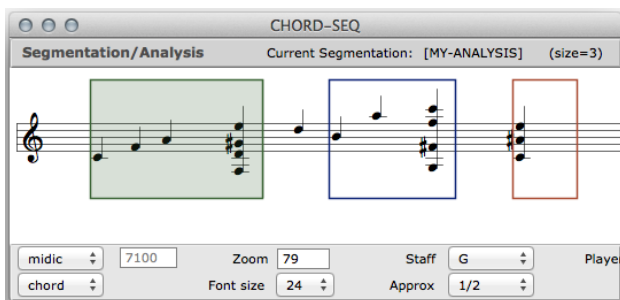 CHORD-SEQ
Segmentation/Analysis Current Segmentation: [MY-ANALYSIS] (size=3)
midic 7100 Zoom 79 Staff G Player
chord Font size 24 Approx 1/2